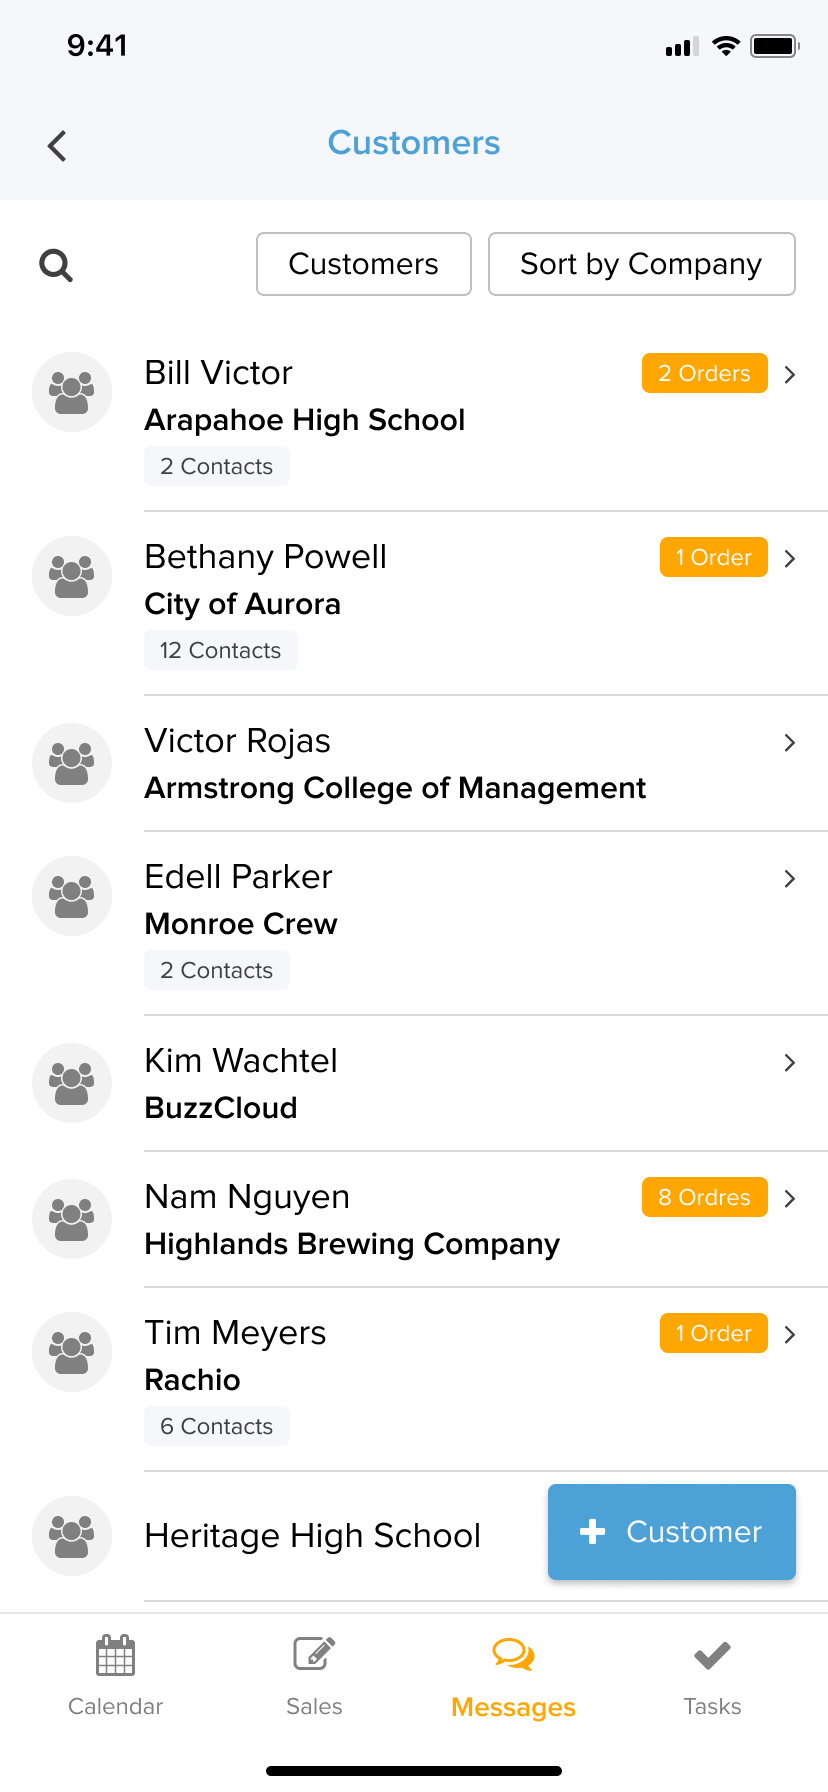 9:41
Customers
Customers
Sort by Company
Bill Victor
2 Orders
Arapahoe High School
2 Contacts
Bethany Powell
1 Order
City of Aurora
12 Contacts
Victor Rojas
Armstrong College of Management
Edell Parker
Monroe Crew
2 Contacts
Kim Wachtel
BuzzCloud
Nam Nguyen
8 Ordres
Highlands Brewing Company
Tim Meyers
1 Order
Rachio
6 Contacts
Heritage High School
Customer
Calendar
Sales
Messages
Tasks